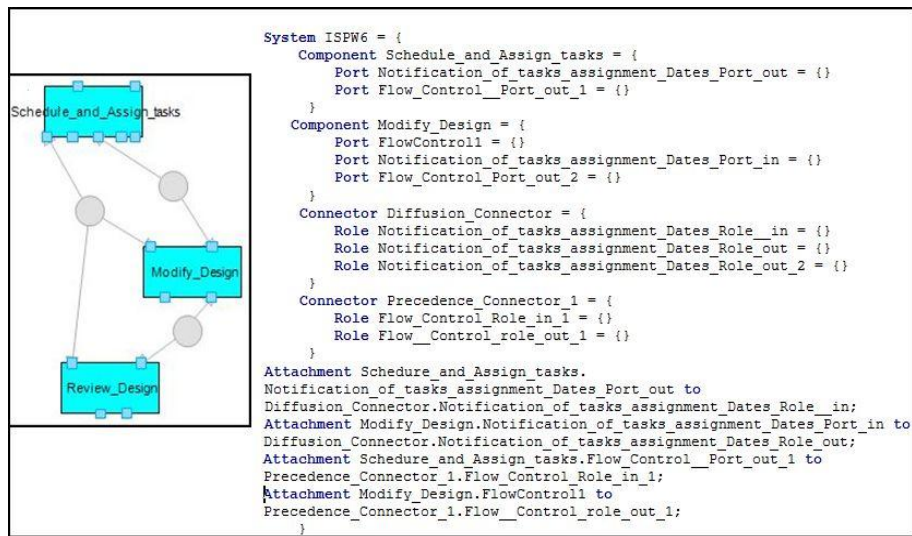 Schedule_and_Assign_tasks
Modify_Design
Review_Design
System ISPW6 = {
Component Schedule_and_Assign_tasks = {
Port Notification_of_tasks_assignment_Dates_Port_out = {}
Port Flow_Control__Port_out_1 = {}
}
Component Modify_Design = {
Port FlowControl1 = {}
Port Notification_of_tasks_assignment_Dates_Port_in = {}
Port Flow_Control_Port_out_2 = {}
}
Connector Diffusion_Connector = {
Role Notification_of_tasks_assignment_Dates_Role__in = {}
Role Notification_of_tasks_assignment_Dates_Role_out = {}
Role Notification_of_tasks_assignment_Dates_Role_out_2 = {}
}
Connector Precedence_Connector_1 = {
Role Flow_Control_Role_in_1 = {}
Role Flow__Control_role_out_1 = {}
}
Attachment Schedure_and_Assign_tasks.
Notification_of_tasks_assignment_Dates_Port_out to
Diffusion_Connector.Notification_of_tasks_assignment_Dates_Role__in;
Attachment Modify_Design.Notification_of_tasks_assignment_Dates_Port_in to
Diffusion_Connector.Notification_of_tasks_assignment_Dates_Role_out;
Attachment Schedure_and_Assign_tasks.Flow_Control__Port_out_1 to
Precedence_Connector_1.Flow_Control_Role_in_1;
Attachment Modify_Design.FlowControl1 to
Precedence_Connector_1.Flow__Control_role_out_1;
}